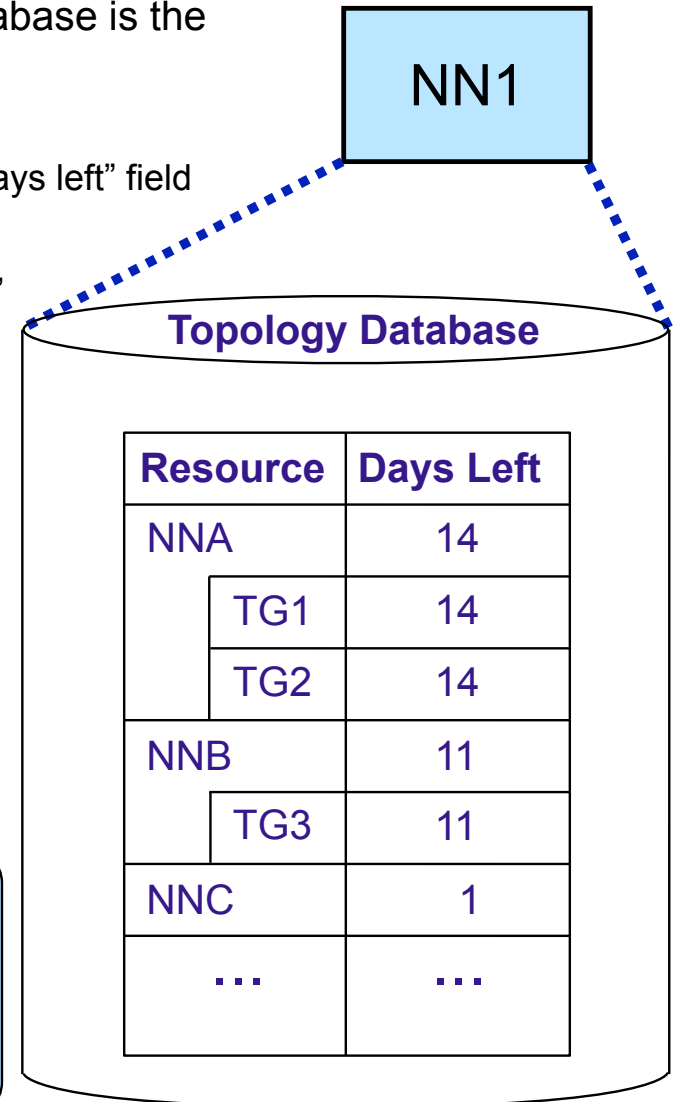 abase is the
NN1
ays left” field
Topology Database
Resource Days Left
NNA 14
TG1 14
TG2 14
NNB 11
TG3 11
NNC 1
... ...